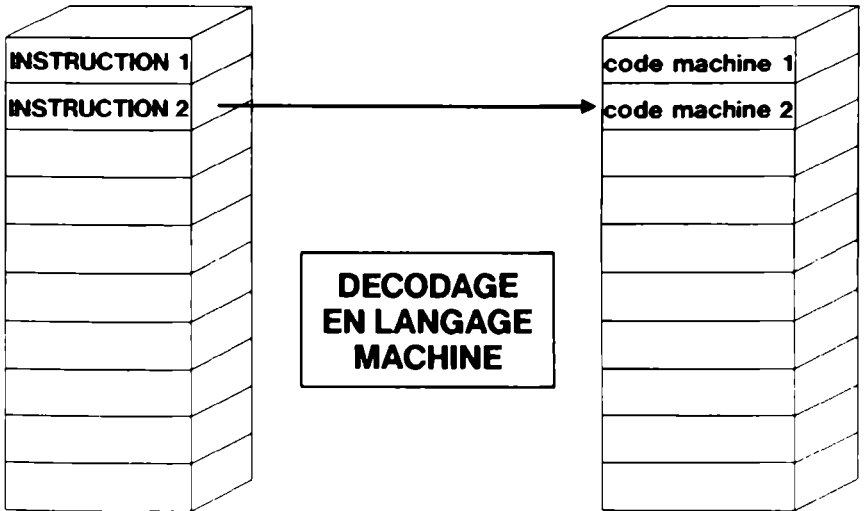 INSTRUCTION 1
INSTRUCTION 2
code machine 1
code machine 2
DECODAGE
EN LANGAGE
MACHINE